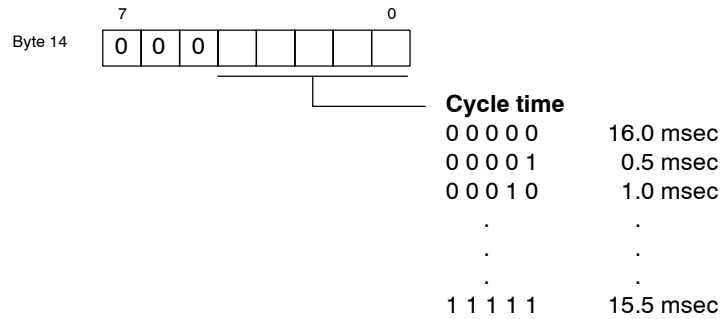 7 0
Byte 14 0 0 0
Cycle time
0 0 0 0 0 16.0 msec
0 0 0 0 1 0.5 msec
0 0 0 1 0 1.0 msec
. .
. .
. .
1 1 1 1 1 15.5 msec